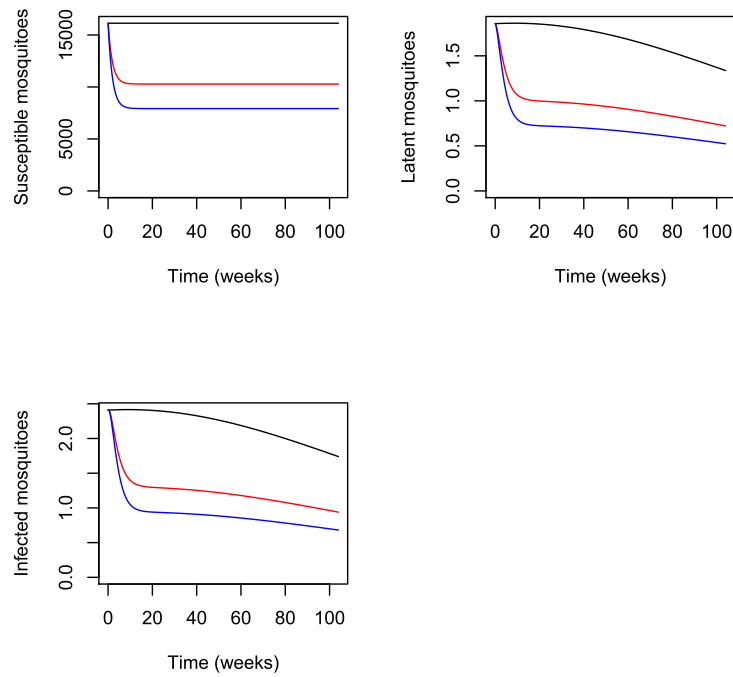 Susceptible mosquitoes
0 5000 15000
0 20 40 60 80 100
Time (weeks)
Latent mosquitoes
0.0 0.5 1.0 1.5
0 20 40 60 80 100
Time (weeks)
Infected mosquitoes
0.0 1.0 2.0
0 20 40 60 80 100
Time (weeks)